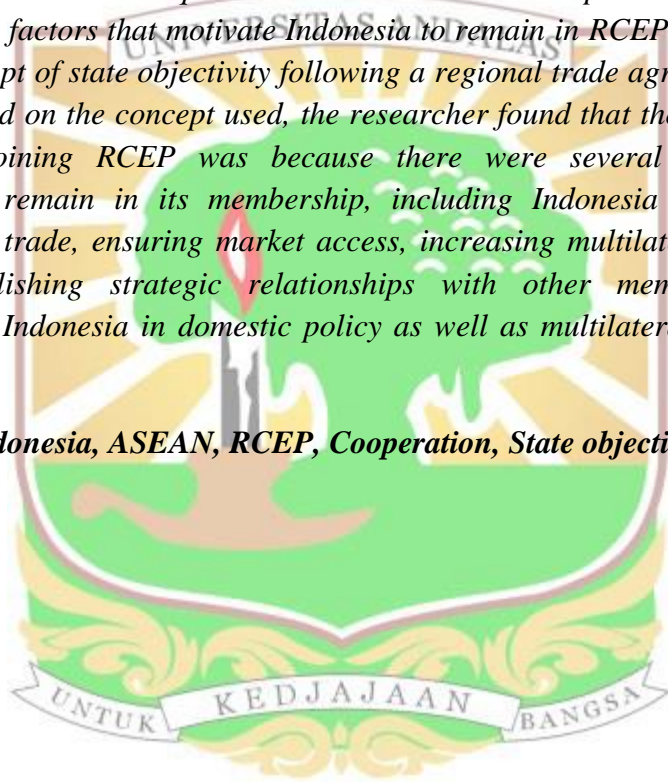 factors that motivate Indonesia to remain in RCEP
UNIVERSITAS ANDALAS
pt of state objectivity following a regional trade agr
d on the concept used, the researcher found that the
oining RCEP was because there were several
remain in its membership, including Indonesia
trade, ensuring market access, increasing multilat
lishing strategic relationships with other mem
Indonesia in domestic policy as well as multilater
donesia, ASEAN, RCEP, Cooperation, State objecti
UNTUK KEDJAJAAN BANGSA